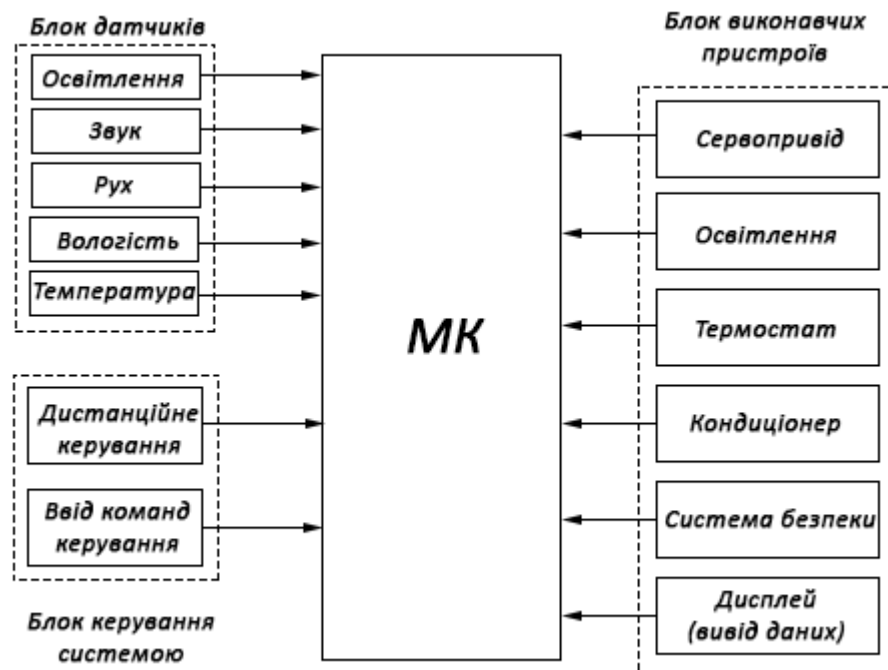 Блок датчиків
Освітлення
Звук
Рух
Вологість
Температура
Дистанційне
керування
Ввід команд
керування
Блок керування
системою
МК
Блок виконавчих
пристроїв
Сервопривід
Освітлення
Термостат
Кондиціонер
Система безпеки
Дисплей
(вивід даних)